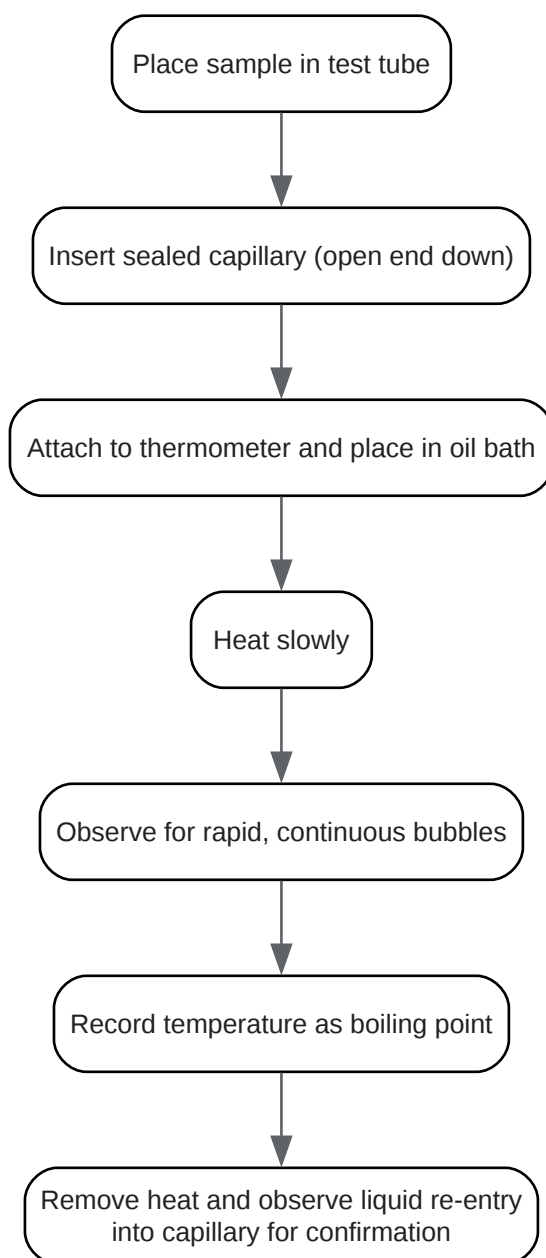 Place sample in test tube
Insert sealed capillary (open end down)
Attach to thermometer and place in oil bath
Heat slowly
Observe for rapid, continuous bubbles
Record temperature as boiling point
Remove heat and observe liquid re-entry
into capillary for confirmation